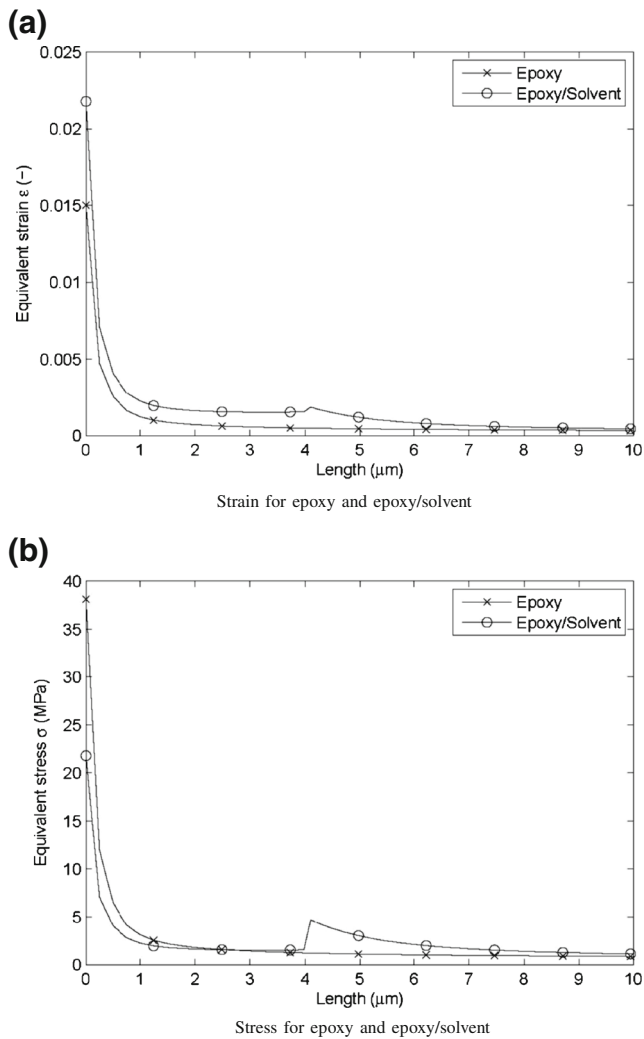 (a)
0.025
0.02
0.015
0.01
0.005
0
Equivalent strain ε (−)
Epoxy
Epoxy/Solvent
0 1 2 3 4 5 6 7 8 9 10
Length (μm)
Strain for epoxy and epoxy/solvent
(b)
40
35
30
25
20
15
10
5
0
Equivalent stress σ (MPa)
Epoxy
Epoxy/Solvent
0 1 2 3 4 5 6 7 8 9 10
Length (μm)
Stress for epoxy and epoxy/solvent